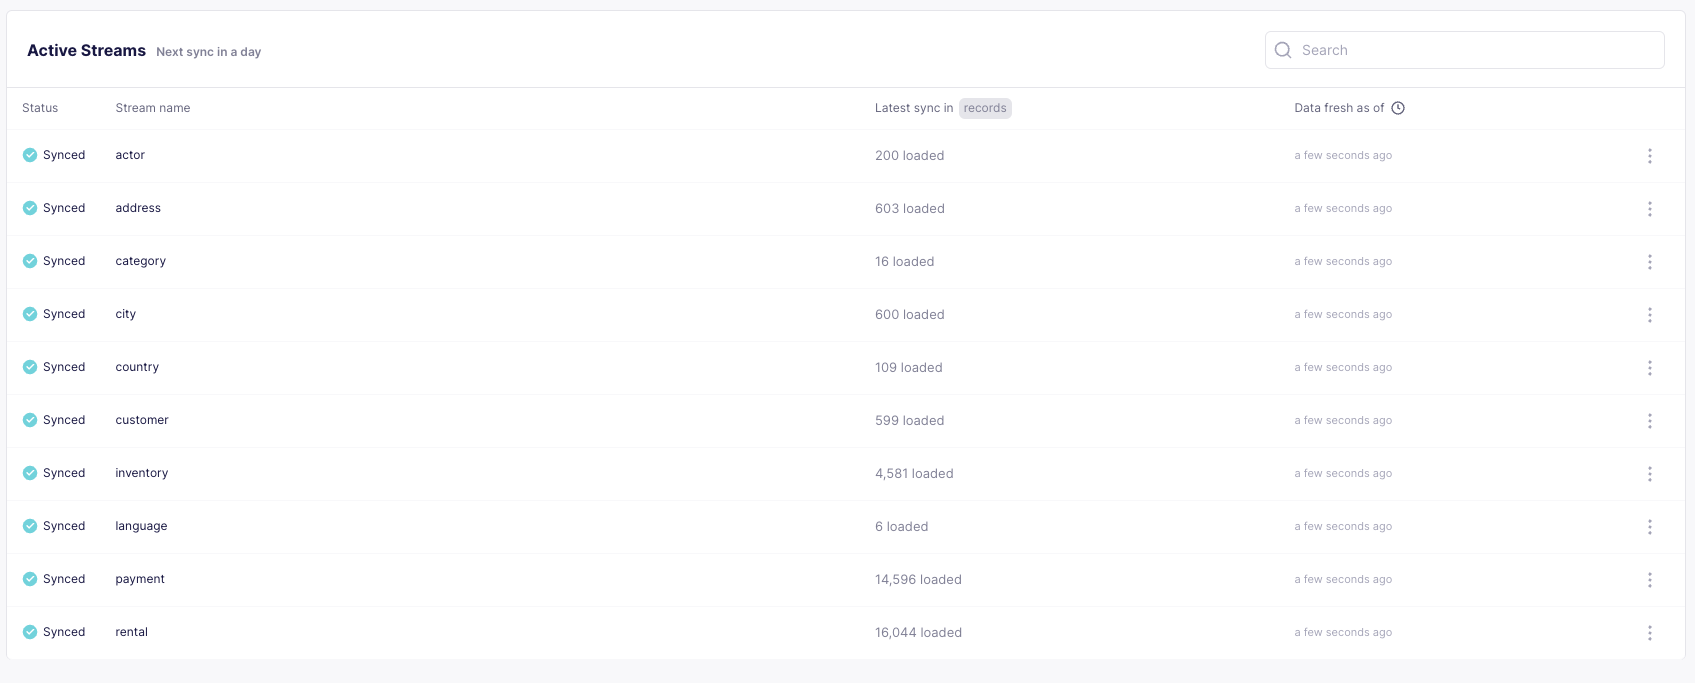 Active Streams Next sync in a day Search
Status Stream name Latest sync in records Data fresh as of
Synced actor 200 loaded a few seconds ago
Synced address 603 loaded a few seconds ago
Synced category 16 loaded a few seconds ago
Synced city 600 loaded a few seconds ago
Synced country 109 loaded a few seconds ago
Synced customer 599 loaded a few seconds ago
Synced inventory 4,581 loaded a few seconds ago
Synced language 6 loaded a few seconds ago
Synced payment 14,596 loaded a few seconds ago
Synced rental 16,044 loaded a few seconds ago